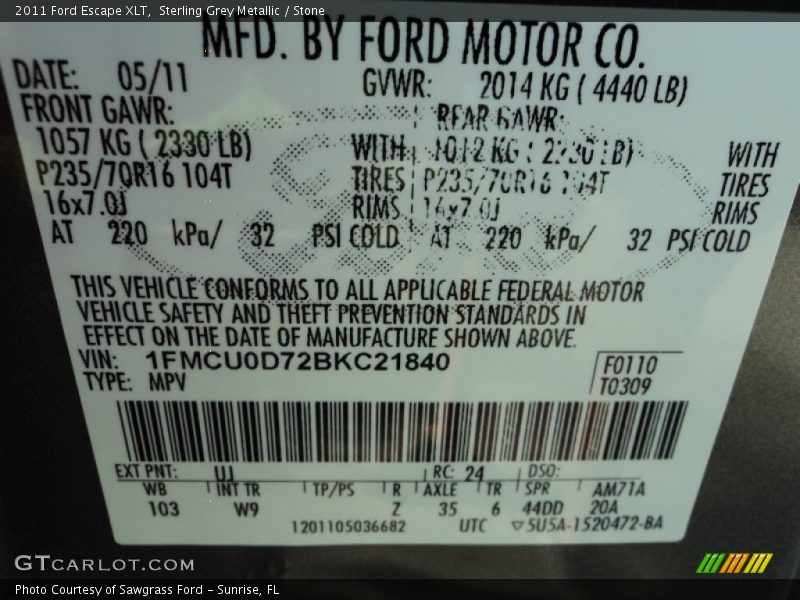 2011 Ford Escape XLT, Sterling Grey Metallic / Stone
MFD. BY FORD MOTOR CO.
DATE: 05/11 GVWR: 2014 KG ( 4440 LB)
FRONT GAWR: REAR GAWR:
1057 KG ( 2330 LB) WITH 1012 KG ( 2230 LB) WITH
P235/70R16 104T TIRES P235/70R16 104T TIRES
16x7.0J RIMS 16x7.0J RIMS
AT 220 kPa/ 32 PSI COLD AT 220 kPa/ 32 PSI COLD
THIS VEHICLE CONFORMS TO ALL APPLICABLE FEDERAL MOTOR
VEHICLE SAFETY AND THEFT PREVENTION STANDARDS IN
EFFECT ON THE DATE OF MANUFACTURE SHOWN ABOVE.
VIN: 1FMCU0D72BKC21840 F0110
TYPE: MPV T0309
EXT PNT: UJ RC: 24 DSO:
WB INT TR TP/PS R AXLE TR SPR AM71A
103 W9 Z 35 6 44DD 20A
1201105036682 UTC ▽5U5A-1520472-BA
GTCARLOT.COM
Photo Courtesy of Sawgrass Ford - Sunrise, FL